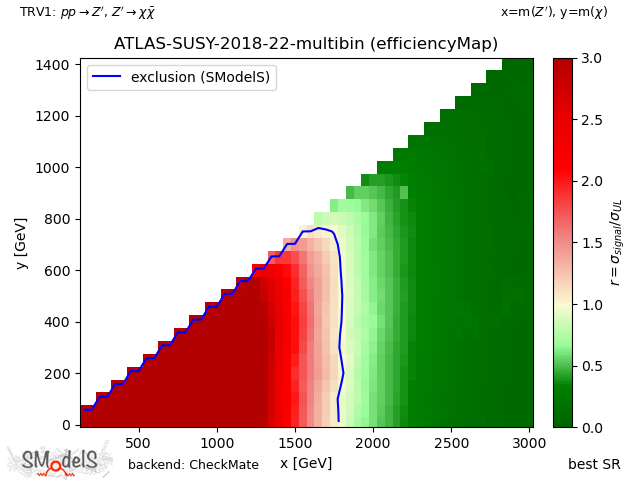 TRV1: pp → Z′, Z′ → χχ̄
x=m(Z′), y=m(χ)
ATLAS-SUSY-2018-22-multibin (efficiencyMap)
exclusion (SModelS)
y [GeV]
1400
1200
1000
800
600
400
200
0
500
1000
1500
2000
2500
3000
x [GeV]
3.0
2.5
2.0
1.5
1.0
0.5
0.0
r = σsignal/σUL
SModelS
backend: CheckMate
best SR